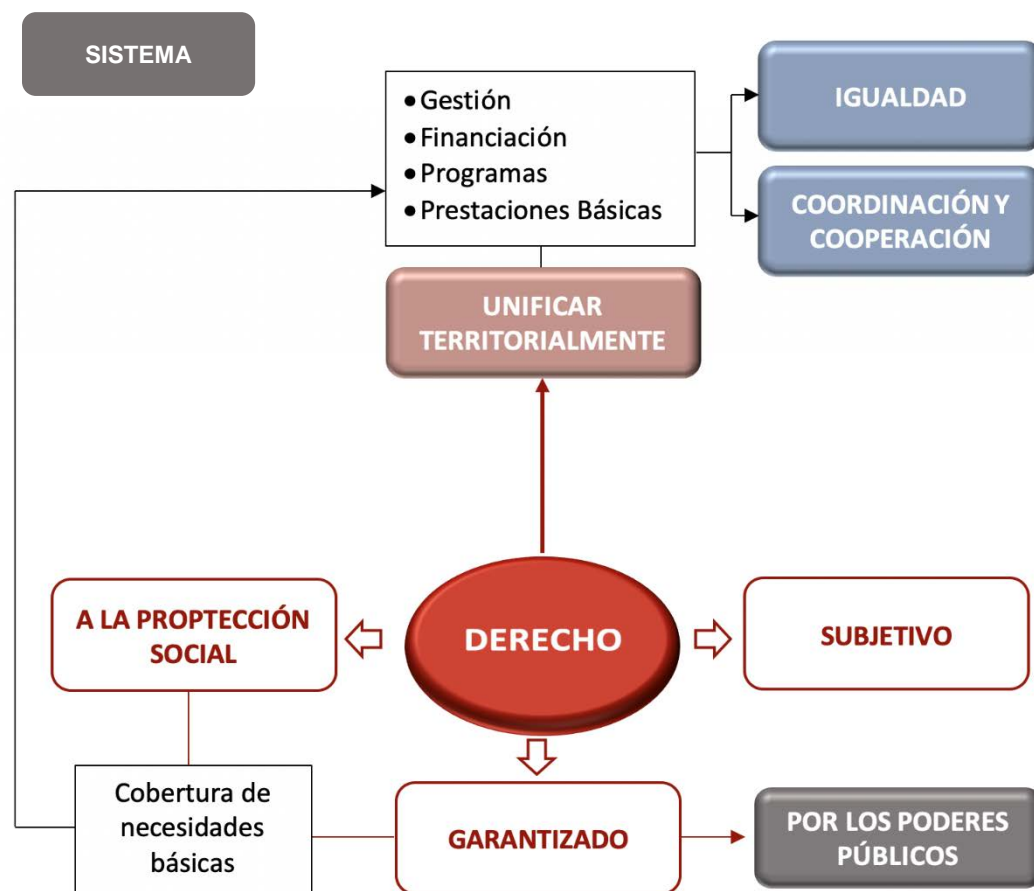 SISTEMA
• Gestión
• Financiación
• Programas
• Prestaciones Básicas
IGUALDAD
COORDINACIÓN Y
COOPERACIÓN
UNIFICAR
TERRITORIALMENTE
A LA PROPTECCIÓN
SOCIAL
DERECHO
SUBJETIVO
Cobertura de
necesidades
básicas
GARANTIZADO
POR LOS PODERES
PÚBLICOS